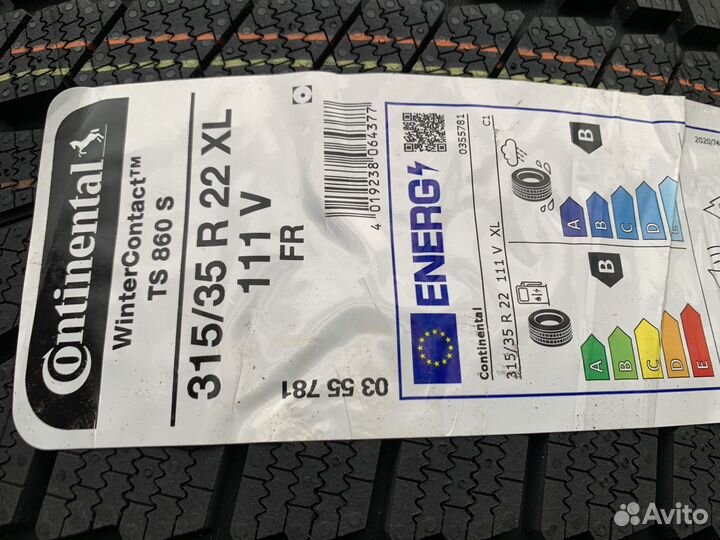 Continental
WinterContact™
TS 860 S
315/35 R 22 XL
111 V
FR
4 019238 064377
03 55 781
ENERG
0355781
C1
Continental
315/35 R 22 111 V XL
B
A
B
C
D
E
B
A
B
C
D
E
2020/74
Avito